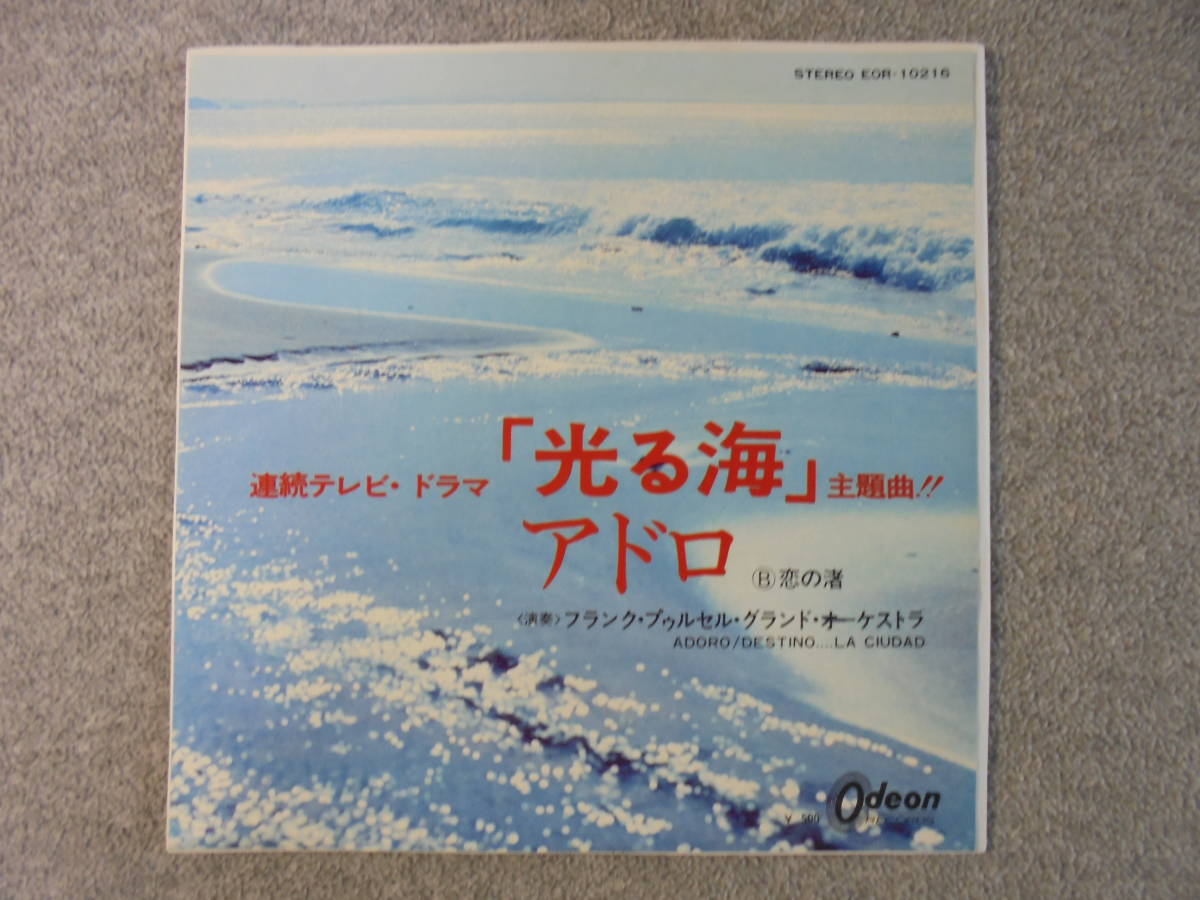 STEREO EOR-10216
連続テレビ・ドラマ「光る海」主題曲!!
アドロ
Ⓑ恋の渚
〈演奏〉フランク・プゥルセル・グランド・オーケストラ
ADORO/DESTINO....LA CIUDAD
Odeon
RECORDS
¥ 500